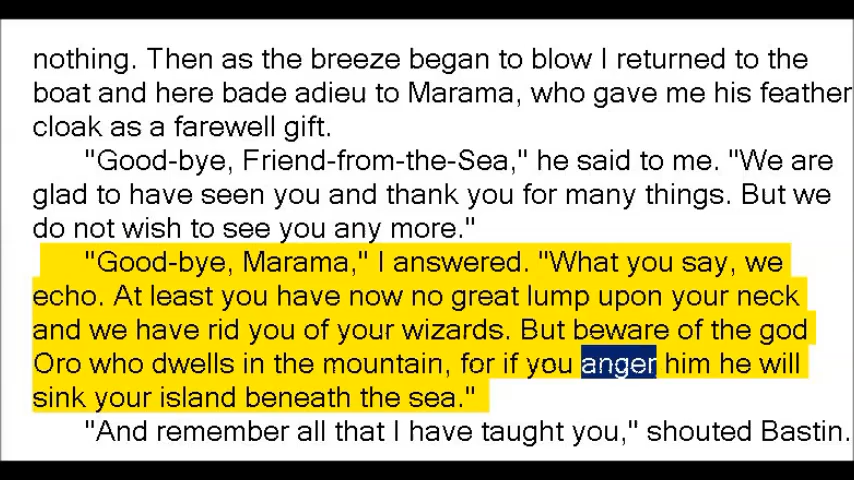 nothing. Then as the breeze began to blow I returned to the
boat and here bade adieu to Marama, who gave me his feather
cloak as a farewell gift.
"Good-bye, Friend-from-the-Sea," he said to me. "We are
glad to have seen you and thank you for many things. But we
do not wish to see you any more."
"Good-bye, Marama," I answered. "What you say, we
echo. At least you have now no great lump upon your neck
and we have rid you of your wizards. But beware of the god
Oro who dwells in the mountain, for if you anger him he will
sink your island beneath the sea."
"And remember all that I have taught you," shouted Bastin.